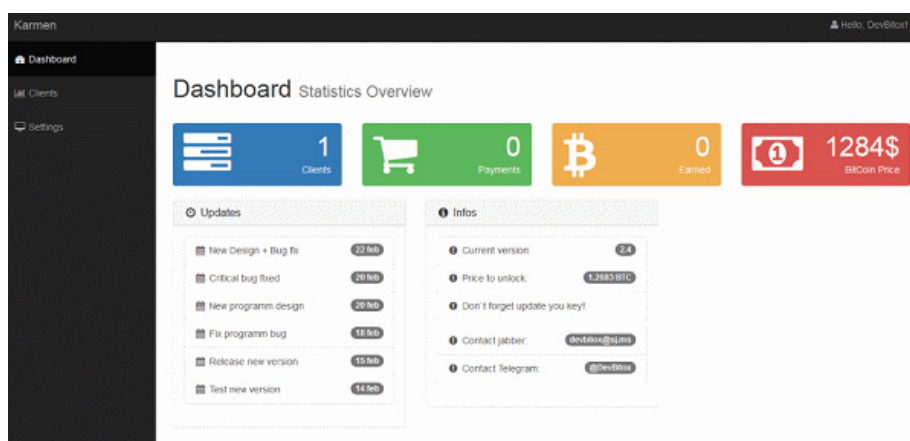 Karmen
Hello, DevBitox!
Dashboard
Clients
Settings
Dashboard Statistics Overview
1
Clients
0
Payments
0
Earned
1284$
BitCoin Price
Updates
New Design + Bug fix 22 feb
Critical bug fixed 20 feb
New programm design 20 feb
Fix programm bug 18 feb
Release new version 15 feb
Test new version 14 feb
Infos
Current version: 2.4
Price to unlock: 1.2683 BTC
Don't forget update you key!
Contact jabber: devbitox@sj.ms
Contact Telegram: @DevBitox